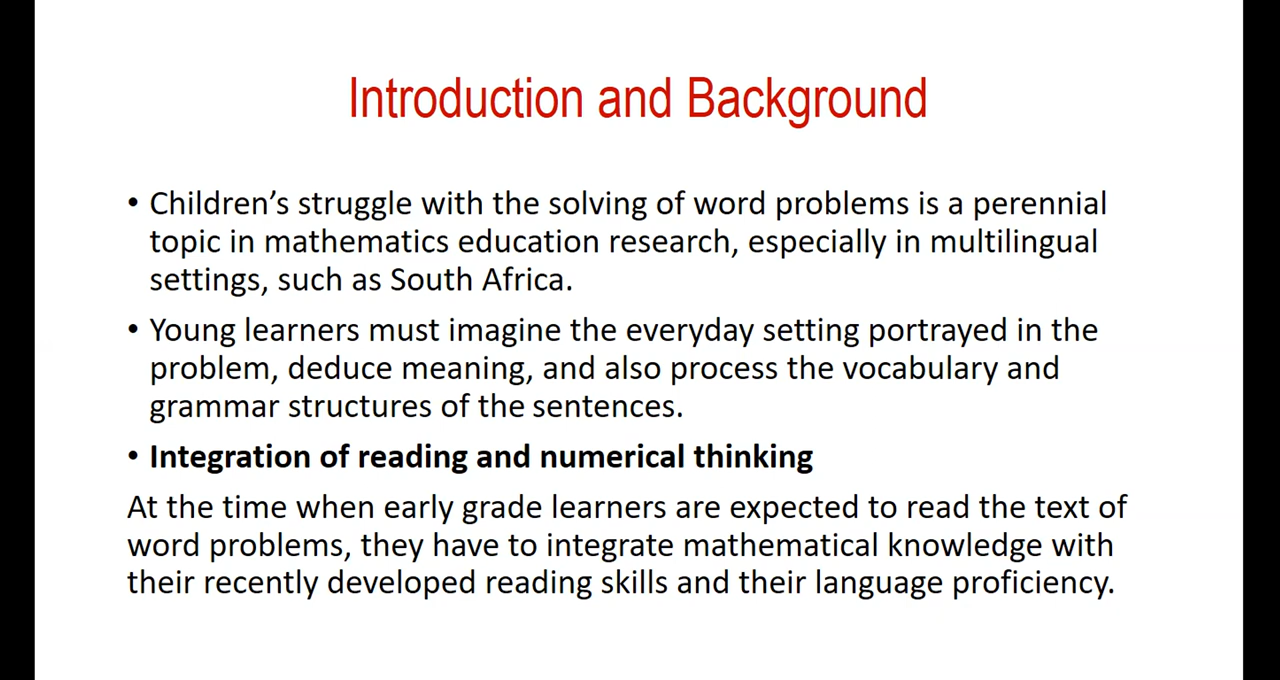 Introduction and Background
• Children’s struggle with the solving of word problems is a perennial
topic in mathematics education research, especially in multilingual
settings, such as South Africa.
• Young learners must imagine the everyday setting portrayed in the
problem, deduce meaning, and also process the vocabulary and
grammar structures of the sentences.
• Integration of reading and numerical thinking
At the time when early grade learners are expected to read the text of
word problems, they have to integrate mathematical knowledge with
their recently developed reading skills and their language proficiency.